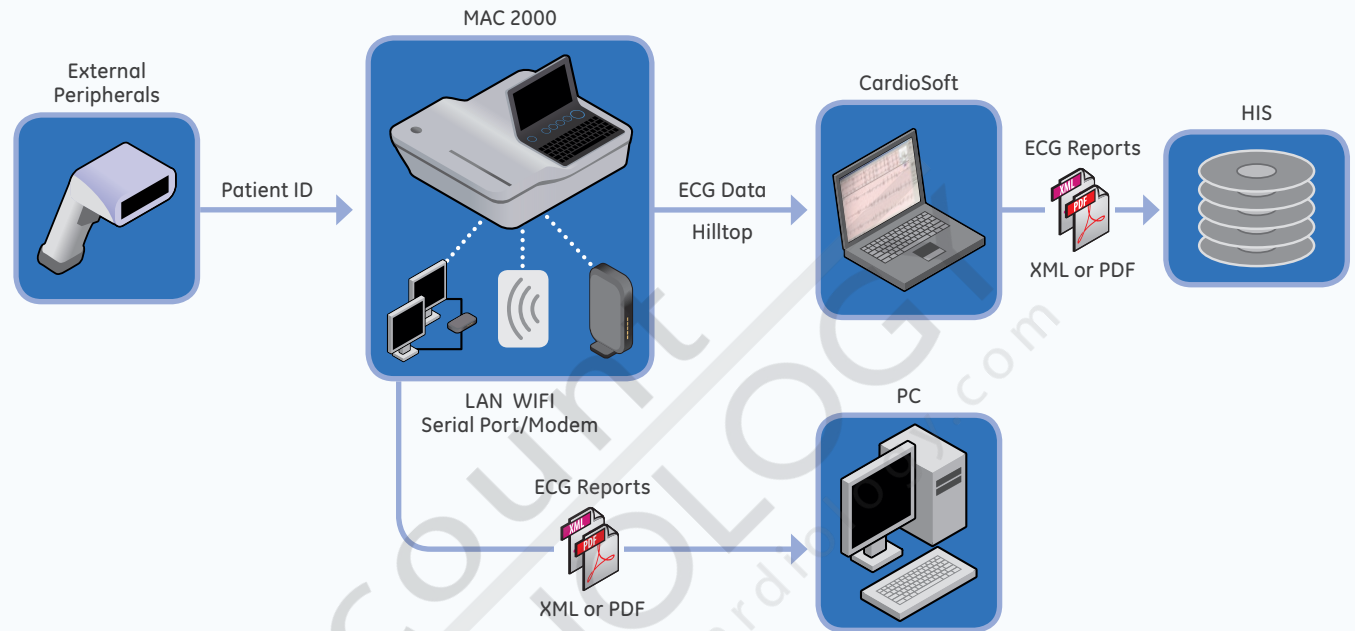 MAC 2000
External
Peripherals
Patient ID
ECG Data
Hilltop
CardioSoft
ECG Reports
XML
PDF
XML or PDF
HIS
LAN WIFI
Serial Port/Modem
ECG Reports
XML
PDF
XML or PDF
PC